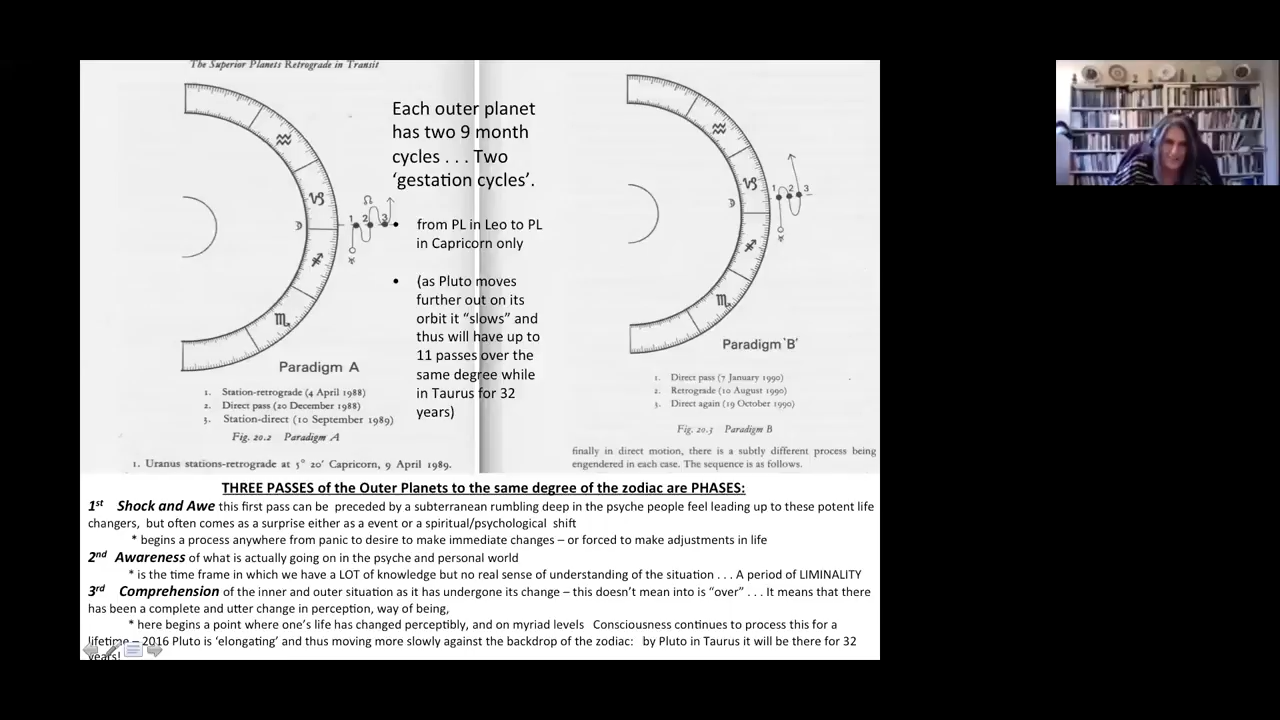 The Superior Planets Retrograde in Transit
Each outer planet
has two 9 month
cycles . . . Two
‘gestation cycles’.
• from PL in Leo to PL
in Capricorn only
• (as Pluto moves
further out on its
orbit it “slows” and
thus will have up to
11 passes over the
same degree while
in Taurus for 32
years)
♒
♑
♐
♏
☽
1 2 3
☊
Paradigm A
1. Station-retrograde (4 April 1988)
2. Direct pass (20 December 1988)
3. Station-direct (10 September 1989)
Fig. 20.2 Paradigm A
1. Uranus stations-retrograde at 5° 20′ Capricorn, 9 April 1989.
♒
♑
♐
♏
☽
1 2 3
Paradigm ‘B’
1. Direct pass (7 January 1990)
2. Retrograde (10 August 1990)
3. Direct again (19 October 1990)
Fig. 20.3 Paradigm B
finally in direct motion, there is a subtly different process being
engendered in each case. The sequence is as follows.
THREE PASSES of the Outer Planets to the same degree of the zodiac are PHASES:
1st Shock and Awe this first pass can be preceded by a subterranean rumbling deep in the psyche people feel leading up to these potent life
changers, but often comes as a surprise either as a event or a spiritual/psychological shift
* begins a process anywhere from panic to desire to make immediate changes – or forced to make adjustments in life
2nd Awareness of what is actually going on in the psyche and personal world
* is the time frame in which we have a LOT of knowledge but no real sense of understanding of the situation . . . A period of LIMINALITY
3rd Comprehension of the inner and outer situation as it has undergone its change – this doesn’t mean into is “over” . . . It means that there
has been a complete and utter change in perception, way of being,
* here begins a point where one’s life has changed perceptibly, and on myriad levels Consciousness continues to process this for a
lifetime – 2016 Pluto is ‘elongating’ and thus moving more slowly against the backdrop of the zodiac: by Pluto in Taurus it will be there for 32
years!